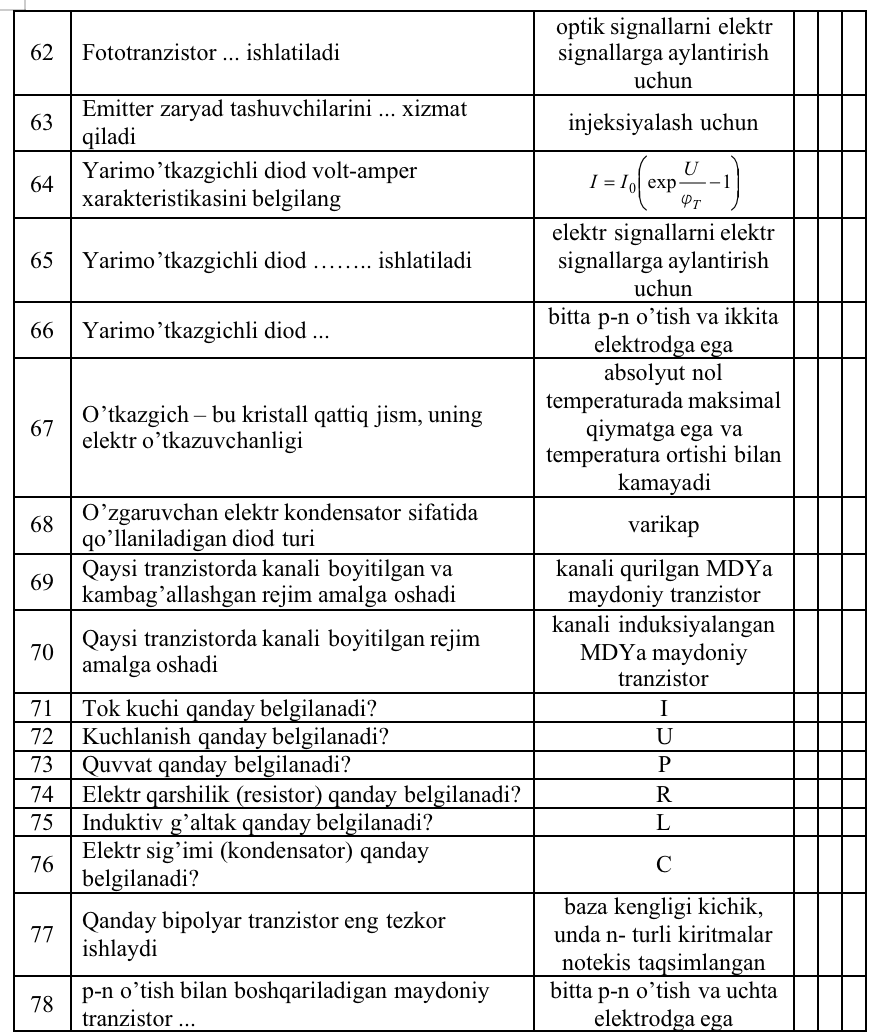 62
Fototranzistor ... ishlatiladi
optik signallarni elektr
signallarga aylantirish
uchun
63
Emitter zaryad tashuvchilarini ... xizmat
qiladi
injeksiyalash uchun
64
Yarimo’tkazgichli diod volt-amper
xarakteristikasini belgilang
I = I₀(exp U/φ_T − 1)
65
Yarimo’tkazgichli diod …….. ishlatiladi
elektr signallarni elektr
signallarga aylantirish
uchun
66
Yarimo’tkazgichli diod ...
bitta p-n o’tish va ikkita
elektrodga ega
67
O’tkazgich – bu kristall qattiq jism, uning
elektr o’tkazuvchanligi
absolyut nol
temperaturada maksimal
qiymatga ega va
temperatura ortishi bilan
kamayadi
68
O’zgaruvchan elektr kondensator sifatida
qo’llaniladigan diod turi
varikap
69
Qaysi tranzistorda kanali boyitilgan va
kambag’allashgan rejim amalga oshadi
kanali qurilgan MDYa
maydoniy tranzistor
70
Qaysi tranzistorda kanali boyitilgan rejim
amalga oshadi
kanali induksiyalangan
MDYa maydoniy
tranzistor
71
Tok kuchi qanday belgilanadi?
I
72
Kuchlanish qanday belgilanadi?
U
73
Quvvat qanday belgilanadi?
P
74
Elektr qarshilik (resistor) qanday belgilanadi?
R
75
Induktiv g’altak qanday belgilanadi?
L
76
Elektr sig’imi (kondensator) qanday
belgilanadi?
C
77
Qanday bipolyar tranzistor eng tezkor
ishlaydi
baza kengligi kichik,
unda n- turli kiritmalar
notekis taqsimlangan
78
p-n o’tish bilan boshqariladigan maydoniy
tranzistor ...
bitta p-n o’tish va uchta
elektrodga ega